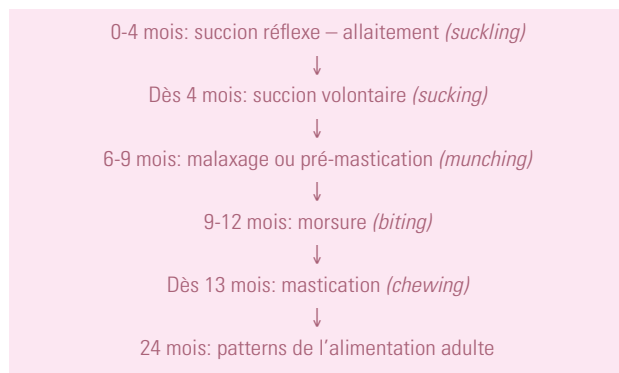 0-4 mois: succion réflexe – allaitement (suckling)
↓
Dès 4 mois: succion volontaire (sucking)
↓
6-9 mois: malaxage ou pré-mastication (munching)
↓
9-12 mois: morsure (biting)
↓
Dès 13 mois: mastication (chewing)
↓
24 mois: patterns de l'alimentation adulte